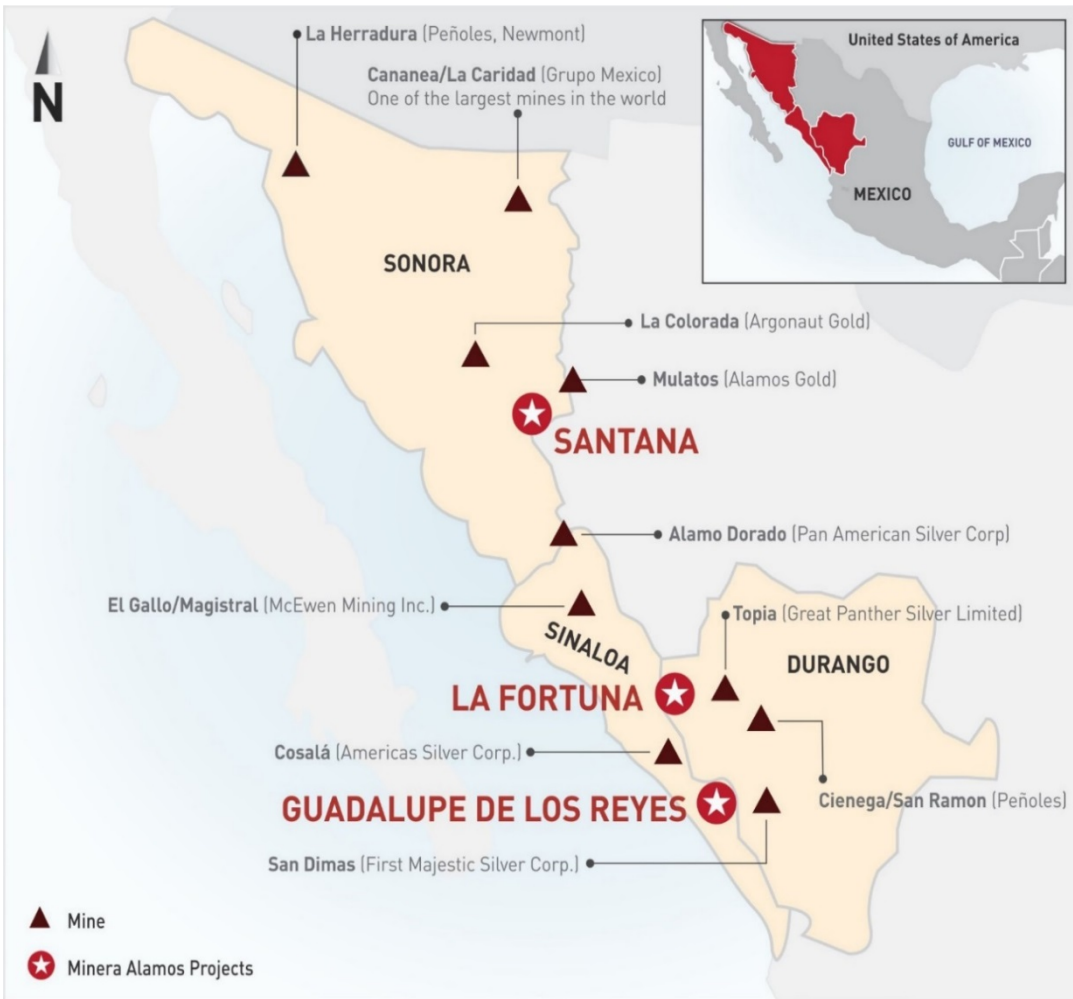 La Herradura (Peñoles, Newmont)
Cananea/La Caridad (Grupo Mexico)
One of the largest mines in the world
N
United States of America
GULF OF MEXICO
MEXICO
SONORA
La Colorada (Argonaut Gold)
Mulatos (Alamos Gold)
SANTANA
Alamo Dorado (Pan American Silver Corp)
El Gallo/Magistral (McEwen Mining Inc.)
Topia (Great Panther Silver Limited)
SINALOA
DURANGO
LA FORTUNA
Cosalá (Americas Silver Corp.)
Cienega/San Ramon (Peñoles)
GUADALUPE DE LOS REYES
San Dimas (First Majestic Silver Corp.)
Mine
Minera Alamos Projects